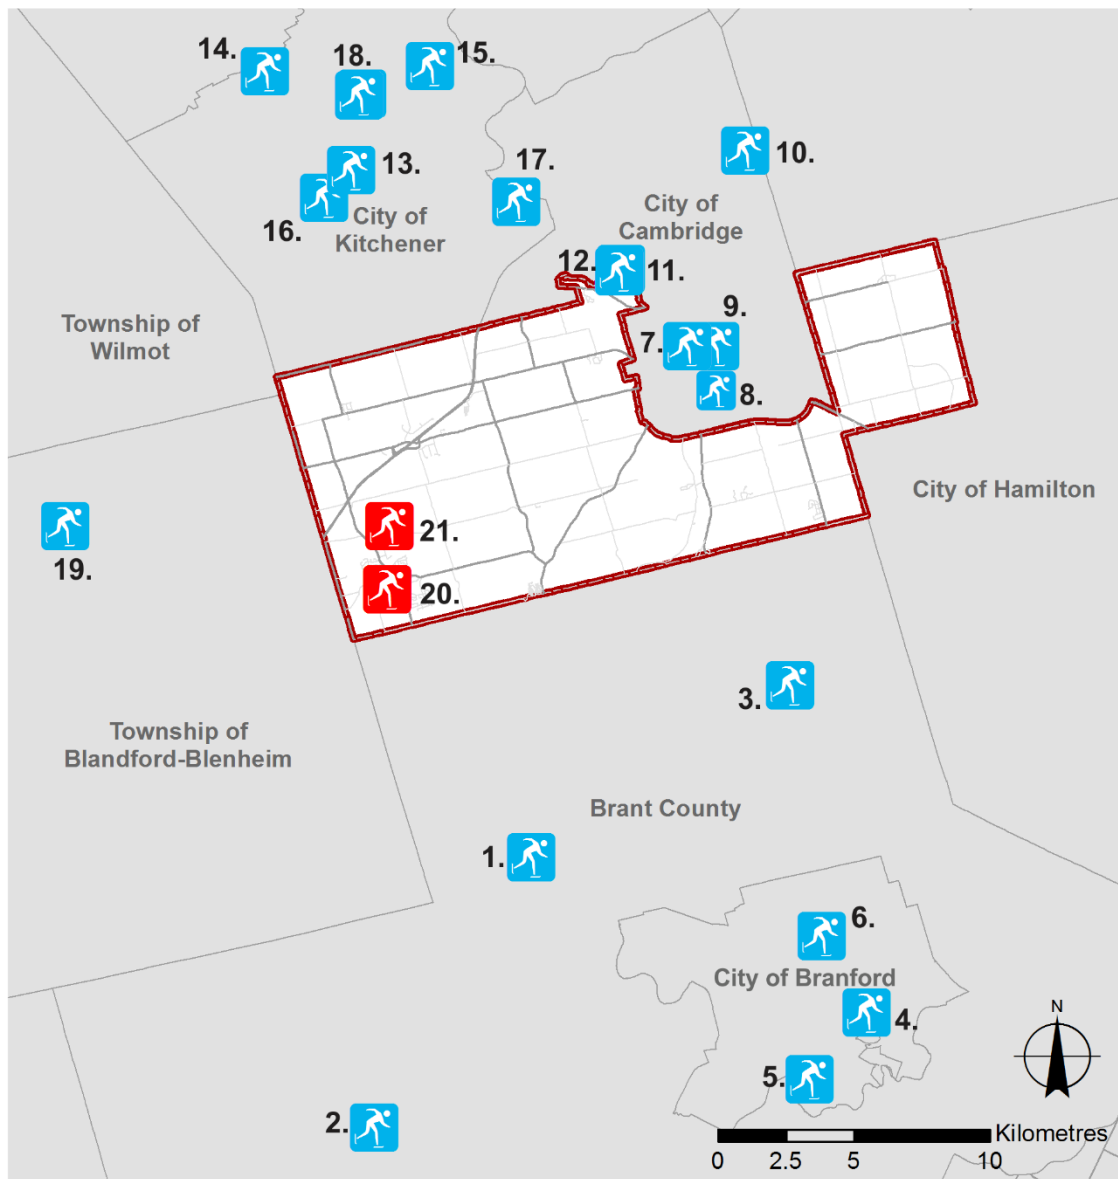 14.
18.
15.
13.
17.
10.
16.
City of
Kitchener
City of
Cambridge
12.
11.
9.
7.
8.
Township of
Wilmot
City of Hamilton
19.
21.
20.
3.
Township of
Blandford-Blenheim
Brant County
1.
6.
City of Branford
4.
5.
2.
N
Kilometres
0 2.5 5 10